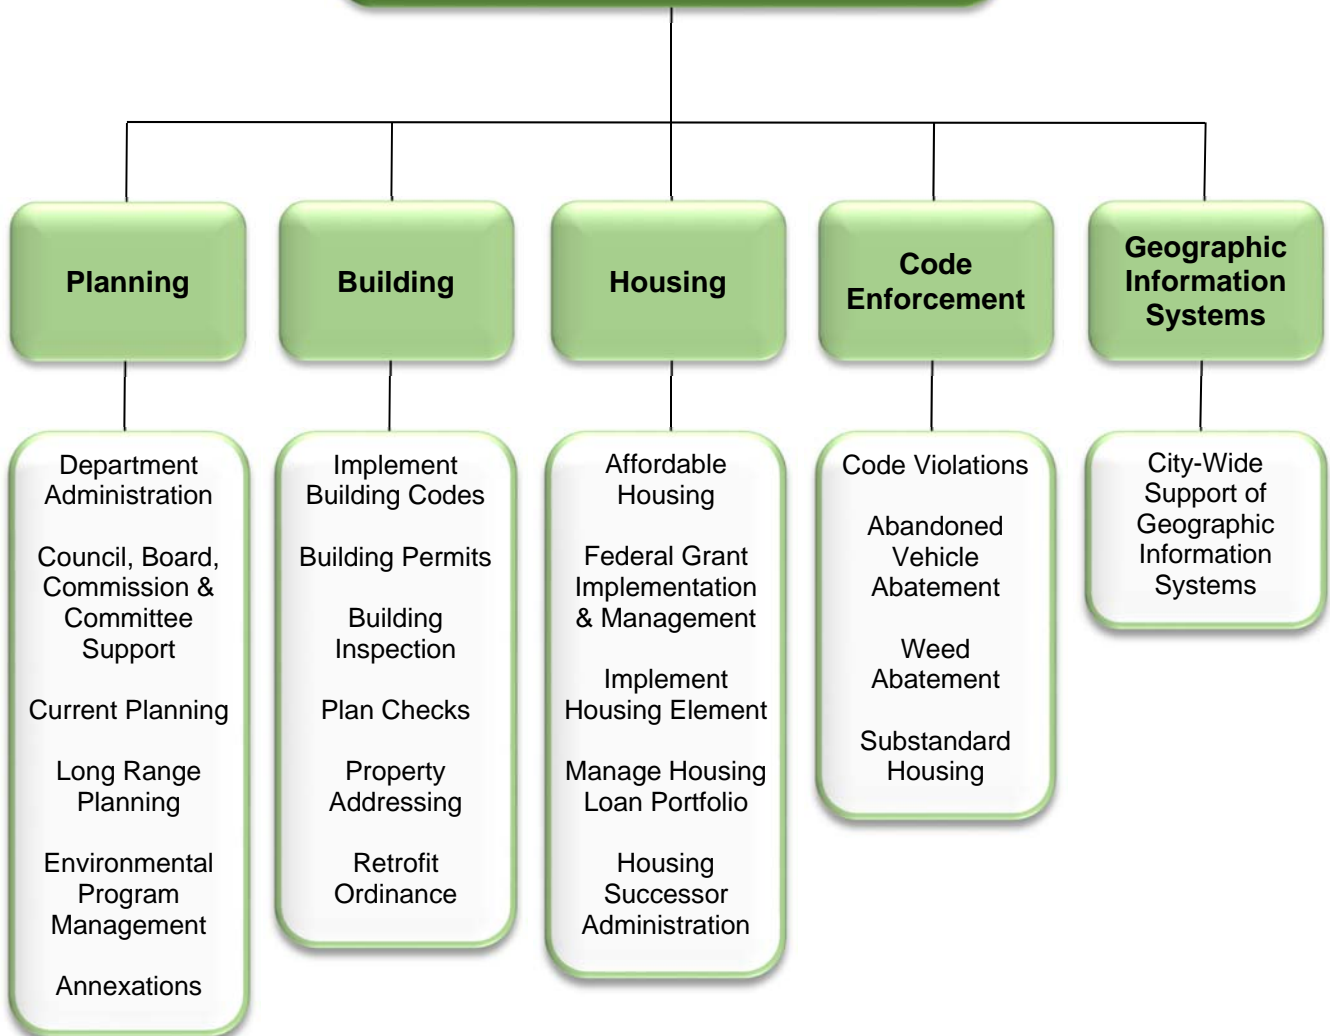 Planning
Building
Housing
Code
Enforcement
Geographic
Information
Systems
Department
Administration
Council, Board,
Commission &
Committee
Support
Current Planning
Long Range
Planning
Environmental
Program
Management
Annexations
Implement
Building Codes
Building Permits
Building
Inspection
Plan Checks
Property
Addressing
Retrofit
Ordinance
Affordable
Housing
Federal Grant
Implementation
& Management
Implement
Housing Element
Manage Housing
Loan Portfolio
Housing
Successor
Administration
Code Violations
Abandoned
Vehicle
Abatement
Weed
Abatement
Substandard
Housing
City-Wide
Support of
Geographic
Information
Systems